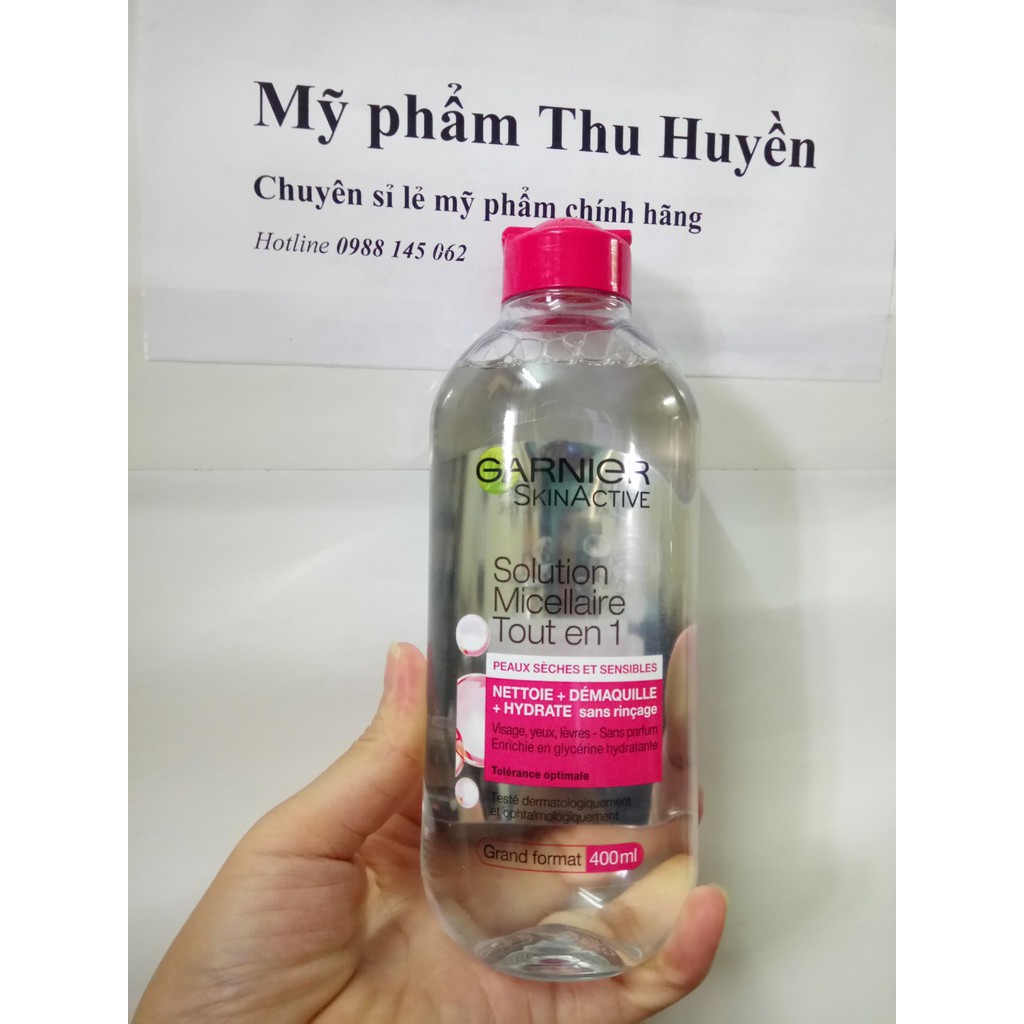 Mỹ phẩm Thu Huyền
Chuyên sỉ lẻ mỹ phẩm chính hãng
Hotline 0988 145 062
GARNIER
SKINACTIVE
Solution
Micellaire
Tout en 1
PEAUX SÈCHES ET SENSIBLES
NETTOIE + DÉMAQUILLE
+ HYDRATE sans rinçage
Visage, yeux, lèvres - Sans parfum
Enrichie en glycérine hydratante
Tolérance optimale
Testé dermatologiquement
et ophtalmologiquement
Grand format 400ml